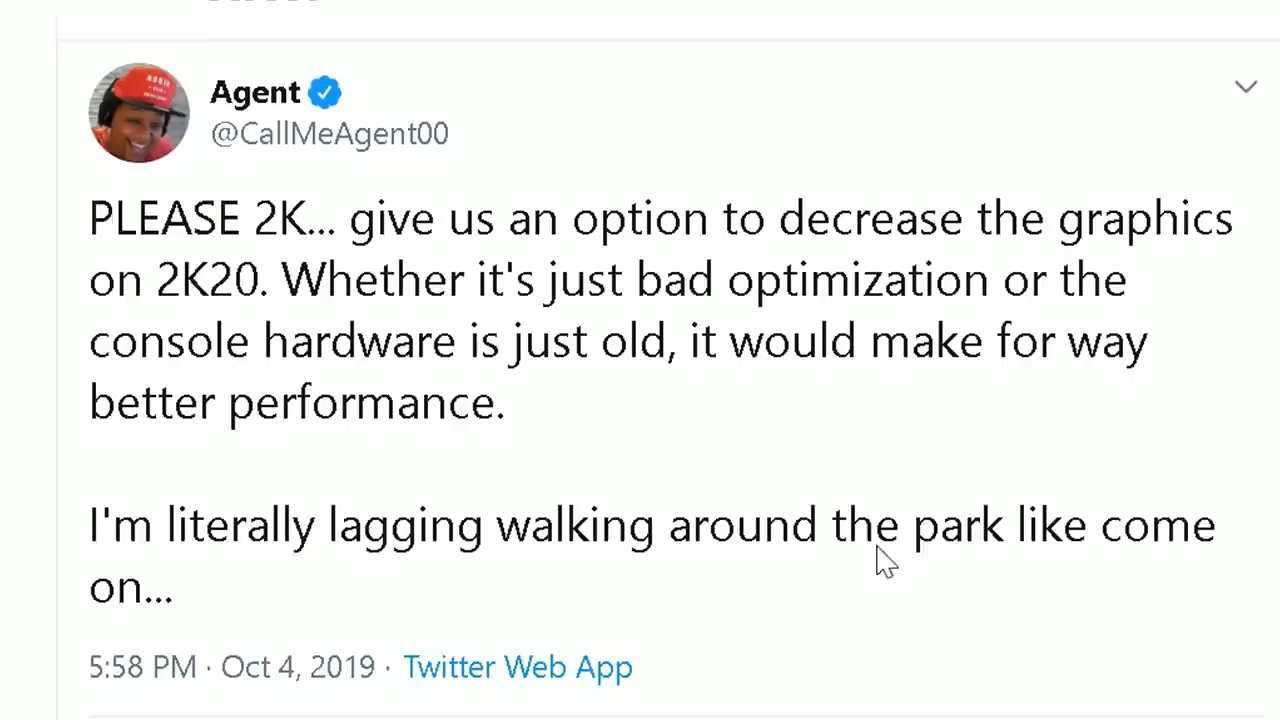 Agent
@CallMeAgent00
PLEASE 2K... give us an option to decrease the graphics
on 2K20. Whether it's just bad optimization or the
console hardware is just old, it would make for way
better performance.
I'm literally lagging walking around the park like come
on...
5:58 PM · Oct 4, 2019 · Twitter Web App